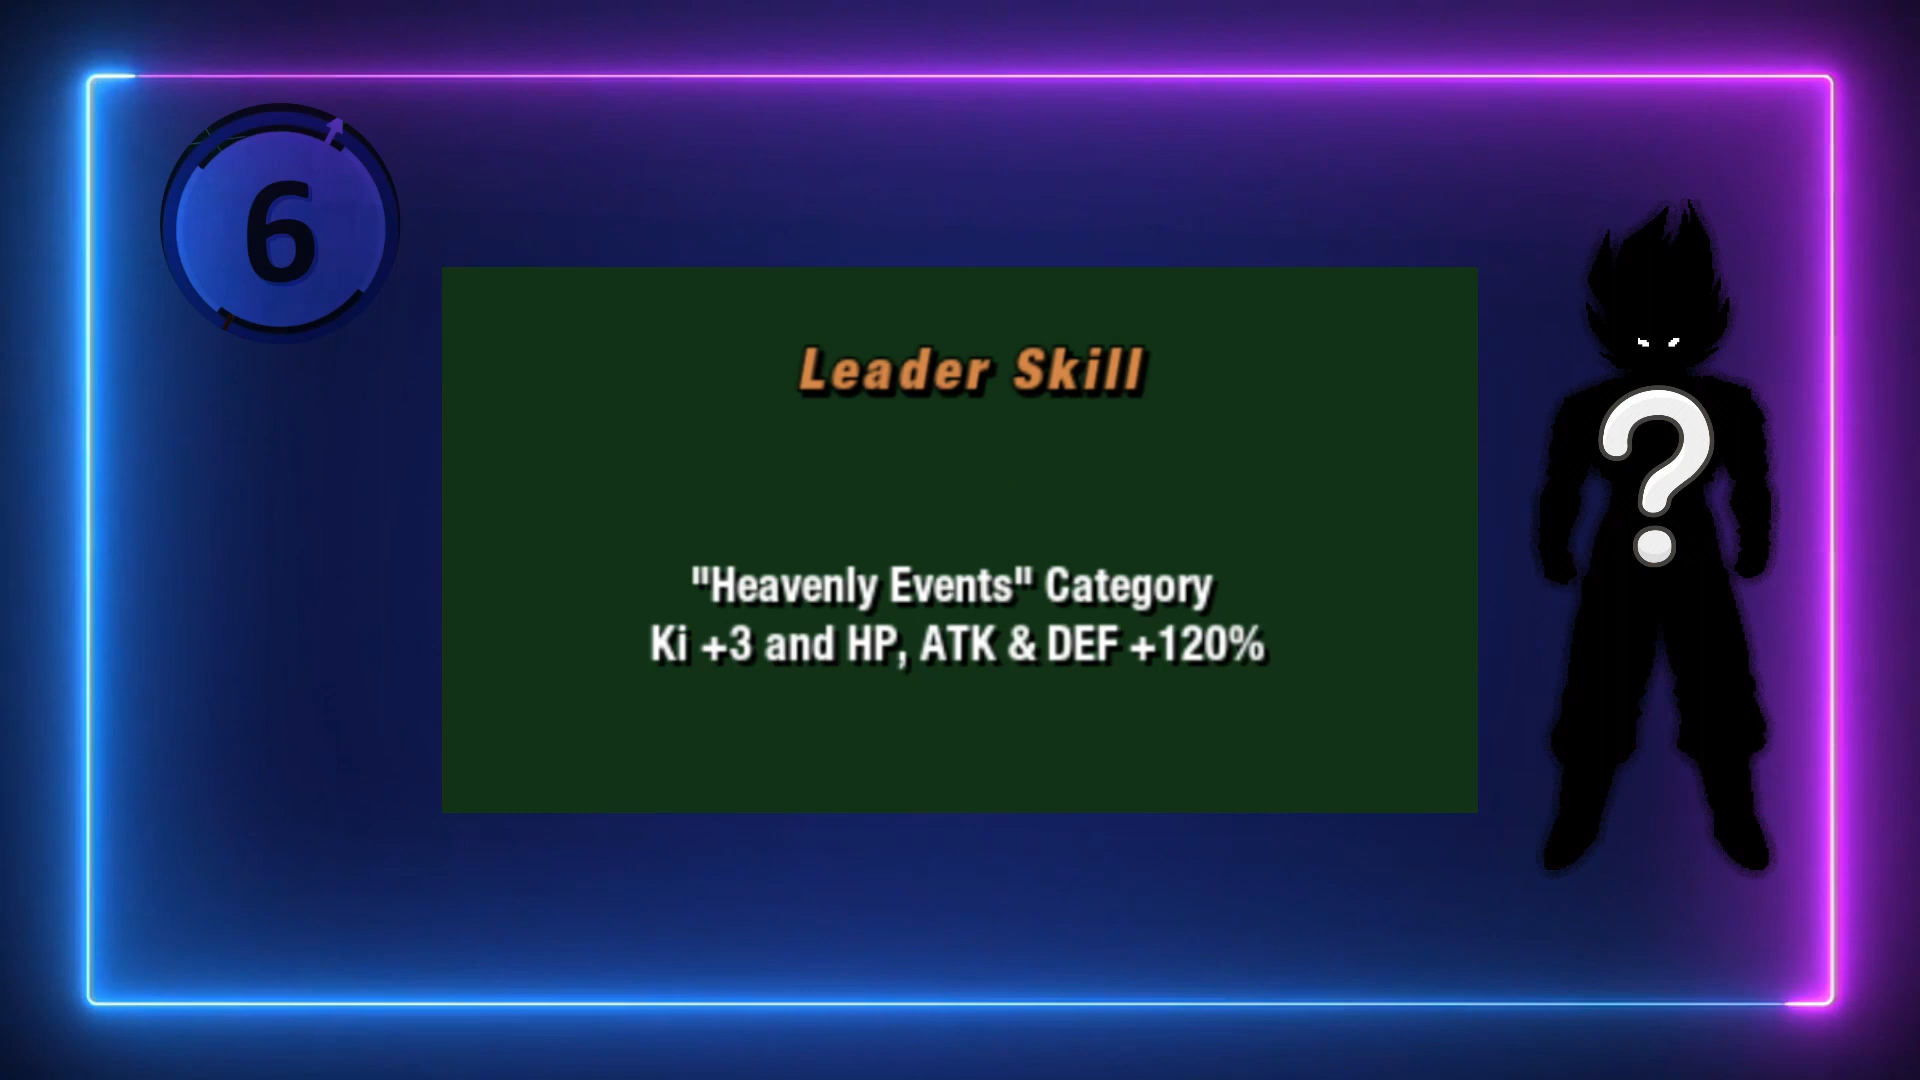 6
Leader Skill
"Heavenly Events" Category
Ki +3 and HP, ATK & DEF +120%
?